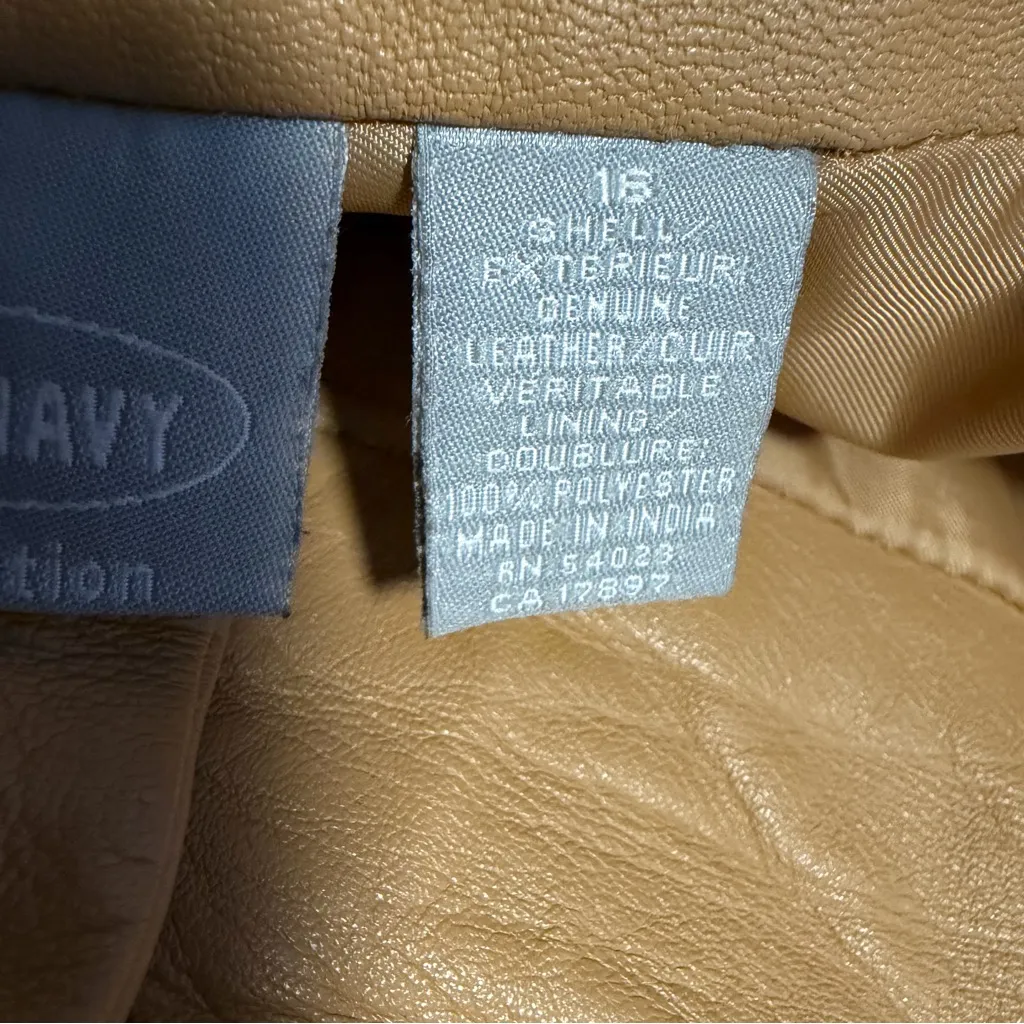 NAVY
tion
16
SHELL/
EXTERIEUR:
GENUINE
LEATHER/CUIR
VERITABLE
LINING/
DOUBLURE:
100% POLYESTER
MADE IN INDIA
RN 54023
CA 17897